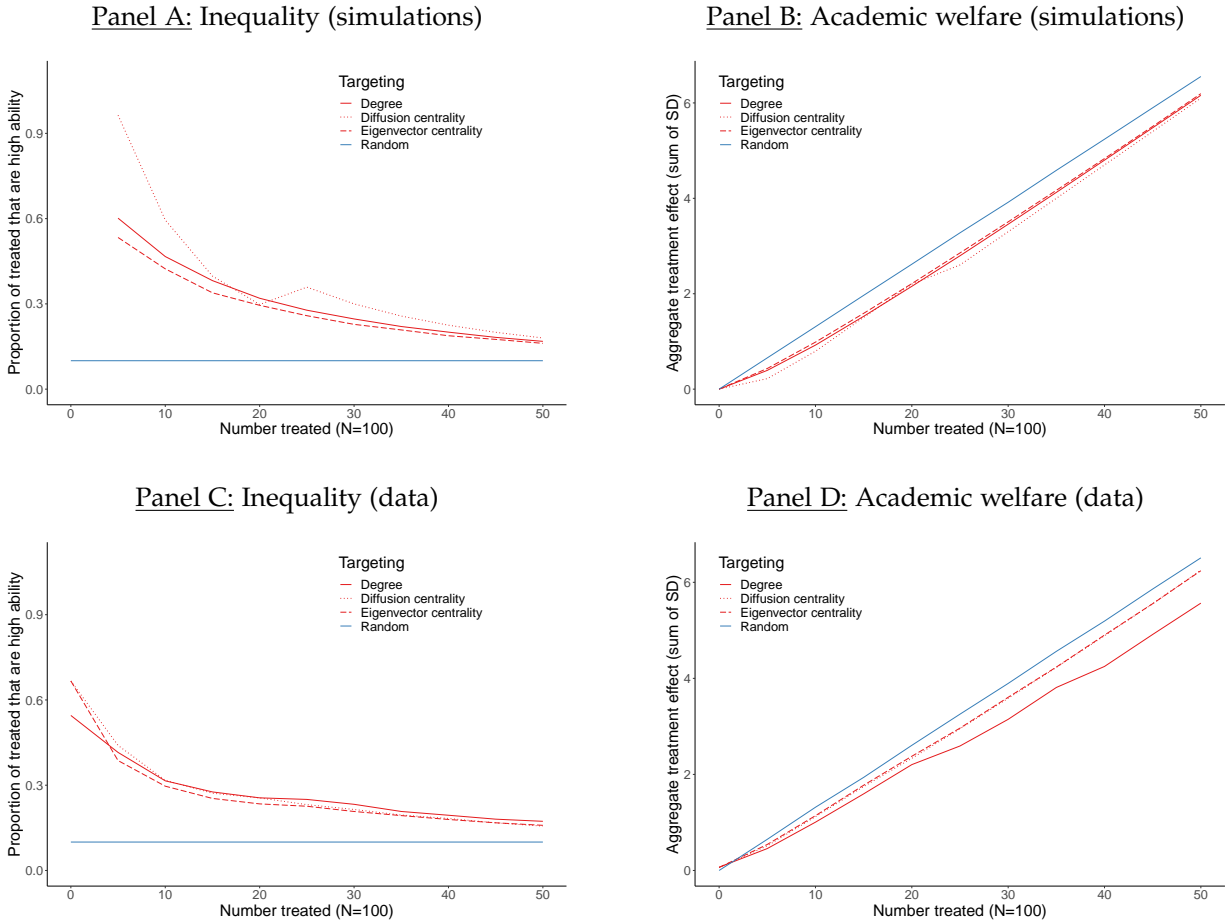 Panel A: Inequality (simulations)
Proportion of treated that are high ability
0.9
0.6
0.3
0.0
Targeting
Degree
Diffusion centrality
Eigenvector centrality
Random
0 10 20 30 40 50
Number treated (N=100)
Panel B: Academic welfare (simulations)
Aggregate treatment effect (sum of SD)
6
4
2
0
Targeting
Degree
Diffusion centrality
Eigenvector centrality
Random
0 10 20 30 40 50
Number treated (N=100)
Panel C: Inequality (data)
Proportion of treated that are high ability
0.9
0.6
0.3
0.0
Targeting
Degree
Diffusion centrality
Eigenvector centrality
Random
0 10 20 30 40 50
Number treated (N=100)
Panel D: Academic welfare (data)
Aggregate treatment effect (sum of SD)
6
4
2
0
Targeting
Degree
Diffusion centrality
Eigenvector centrality
Random
0 10 20 30 40 50
Number treated (N=100)